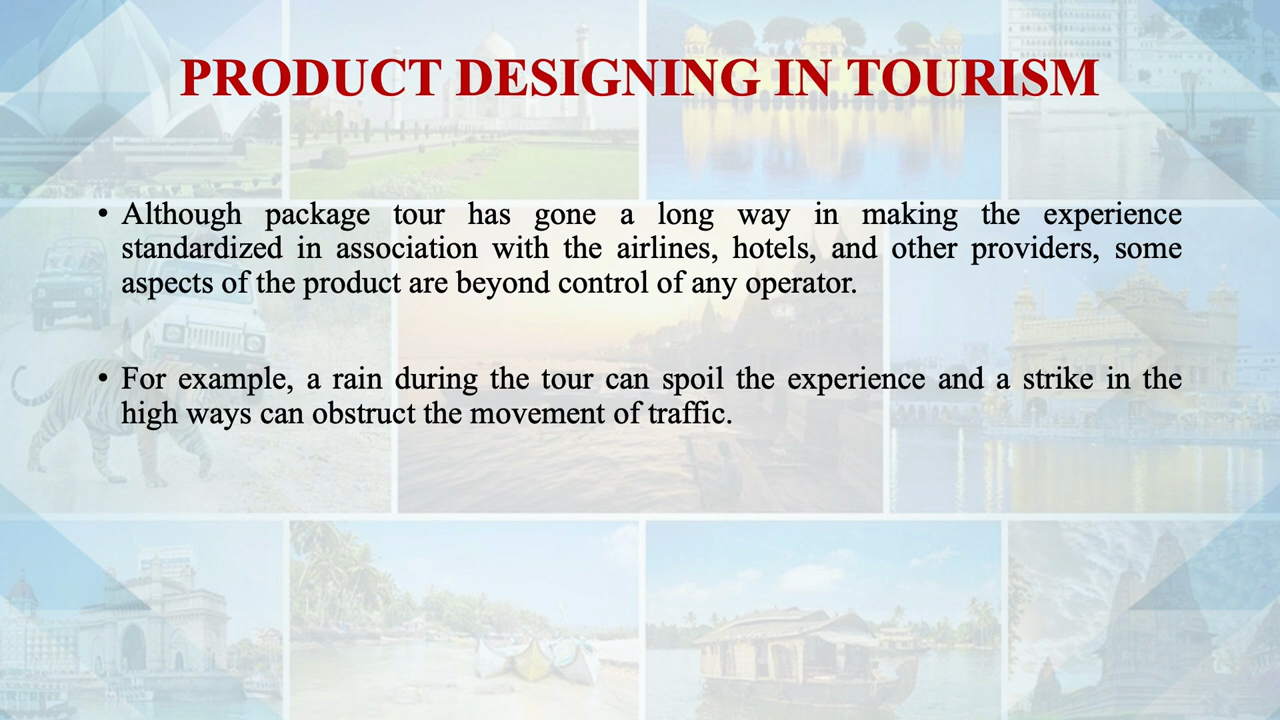 PRODUCT DESIGNING IN TOURISM
• Although package tour has gone a long way in making the experience
standardized in association with the airlines, hotels, and other providers, some
aspects of the product are beyond control of any operator.
• For example, a rain during the tour can spoil the experience and a strike in the
high ways can obstruct the movement of traffic.